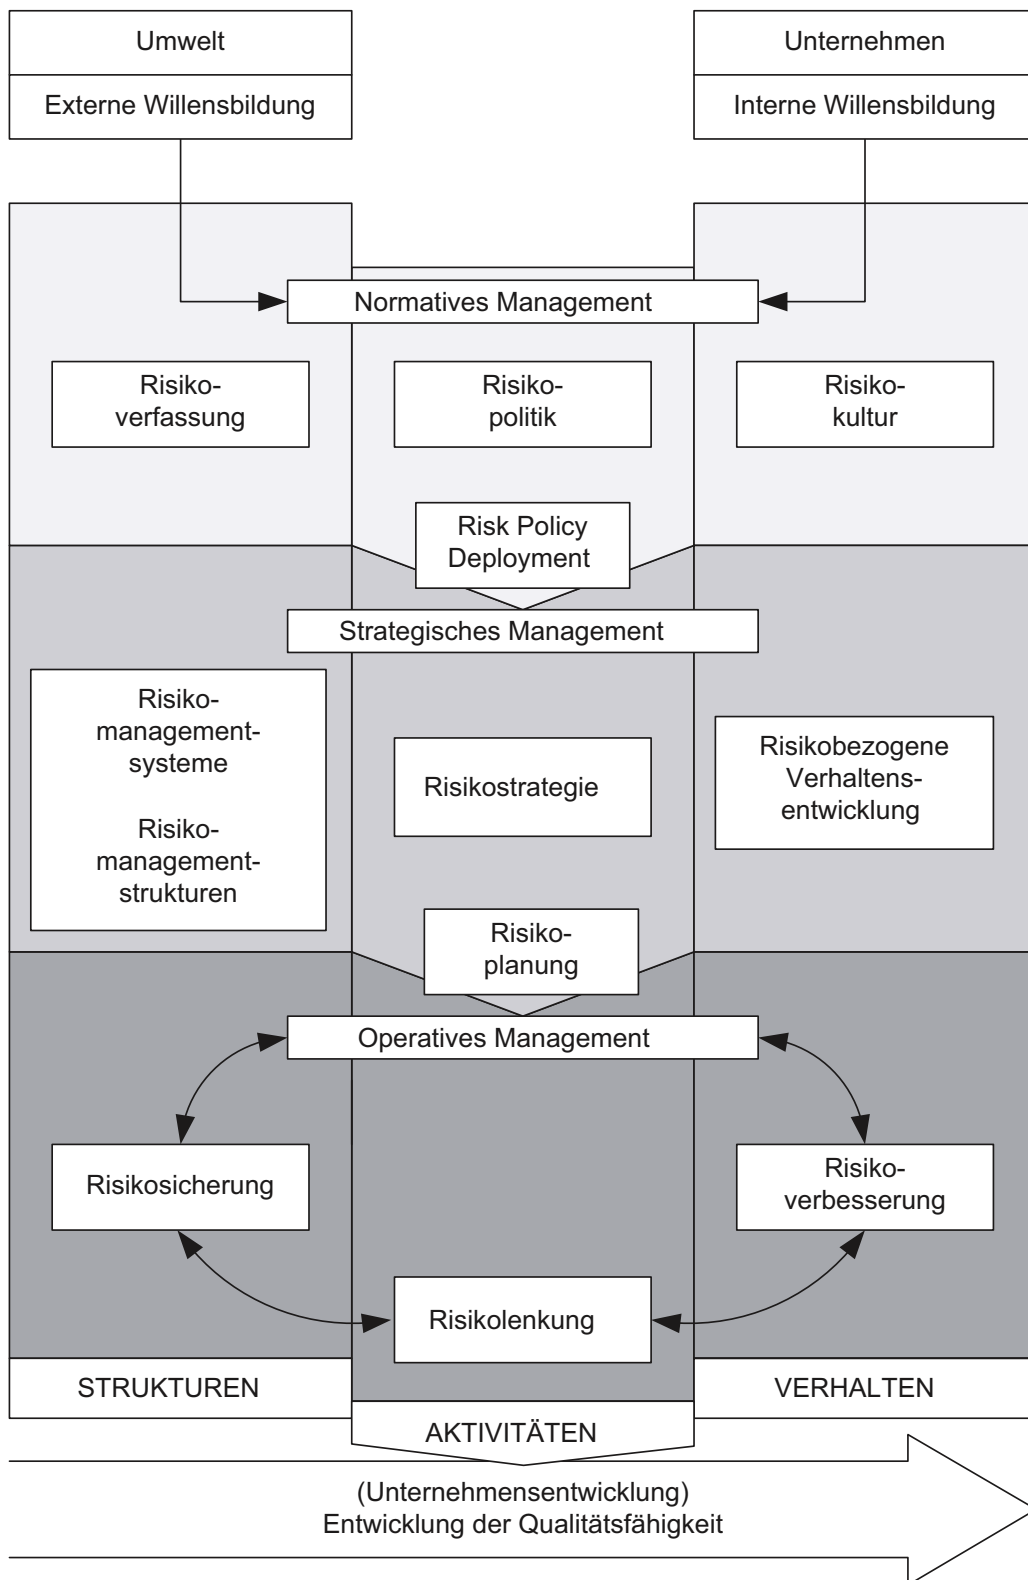 Umwelt
Externe Willensbildung
Unternehmen
Interne Willensbildung
Normatives Management
Risiko-
verfassung
Risiko-
politik
Risiko-
kultur
Risk Policy
Deployment
Strategisches Management
Risiko-
management-
systeme
Risiko-
management-
strukturen
Risikostrategie
Risikobezogene
Verhaltens-
entwicklung
Risiko-
planung
Operatives Management
Risikosicherung
Risiko-
verbesserung
Risikolenkung
STRUKTUREN
AKTIVITÄTEN
VERHALTEN
(Unternehmensentwicklung)
Entwicklung der Qualitätsfähigkeit